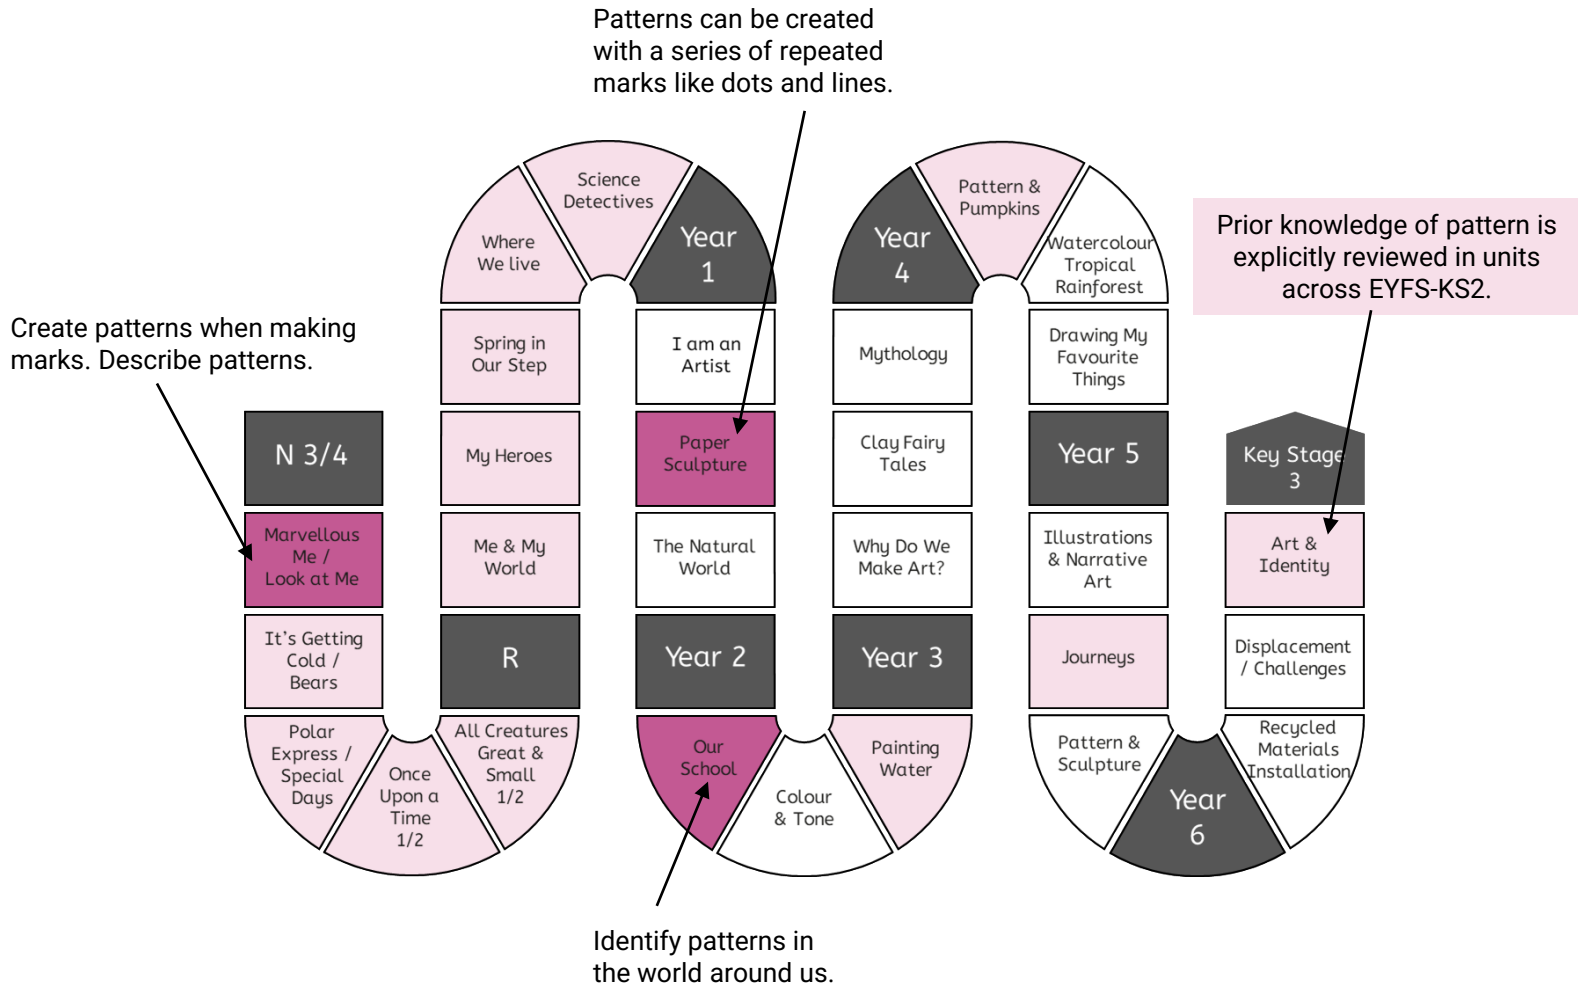 Patterns can be created
with a series of repeated
marks like dots and lines.
Prior knowledge of pattern is
explicitly reviewed in units
across EYFS-KS2.
Create patterns when making
marks. Describe patterns.
N 3/4
Marvellous
Me /
Look at Me
It's Getting
Cold /
Bears
Polar
Express /
Special
Days
Once
Upon a
Time
1/2
All Creatures
Great &
Small
1/2
R
Me & My
World
My Heroes
Spring in
Our Step
Where
We live
Science
Detectives
Year
1
I am an
Artist
Paper
Sculpture
The Natural
World
Year 2
Our
School
Colour
& Tone
Painting
Water
Year 3
Why Do We
Make Art?
Clay Fairy
Tales
Mythology
Year
4
Pattern &
Pumpkins
Watercolour
Tropical
Rainforest
Drawing My
Favourite
Things
Year 5
Illustrations
& Narrative
Art
Journeys
Pattern &
Sculpture
Year
6
Recycled
Materials
Installation
Displacement
/ Challenges
Art &
Identity
Key Stage
3
Identify patterns in
the world around us.